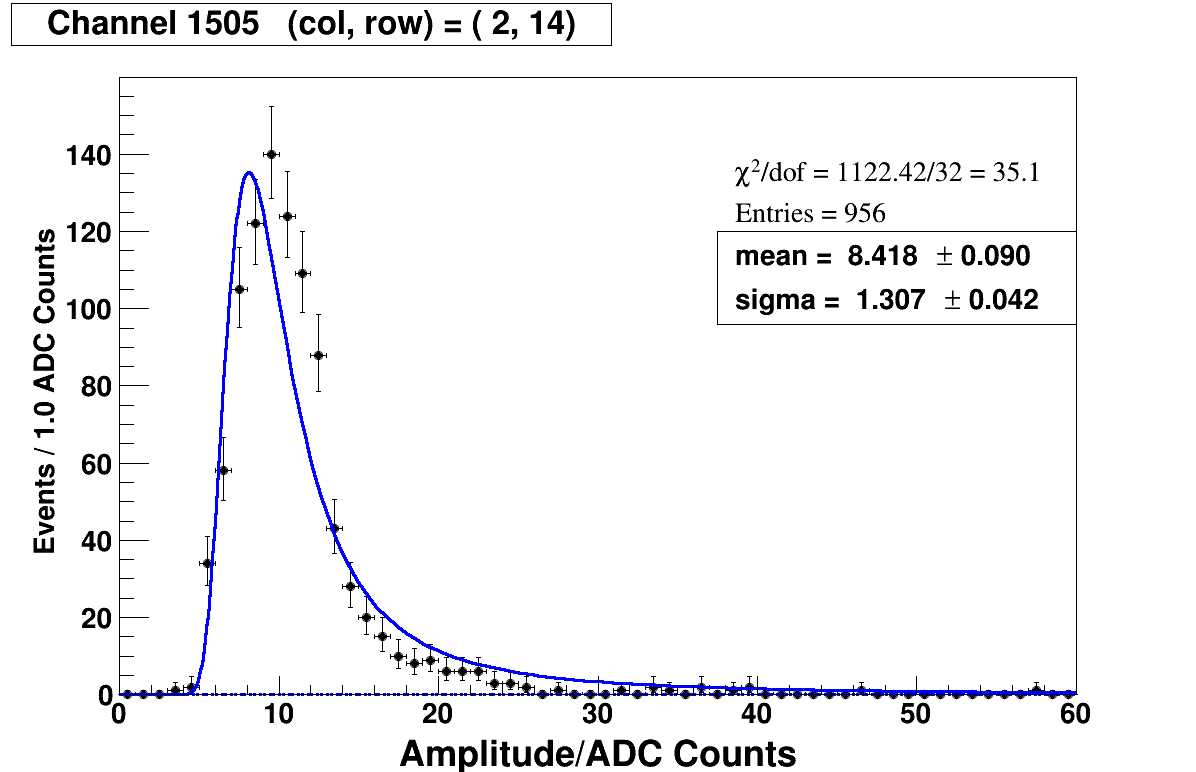 Channel 1505 (col, row) = ( 2, 14)
χ²/dof = 1122.42/32 = 35.1
Entries = 956
mean = 8.418 ± 0.090
sigma = 1.307 ± 0.042
Events / 1.0 ADC Counts
140
120
100
80
60
40
20
0
0 10 20 30 40 50 60
Amplitude/ADC Counts